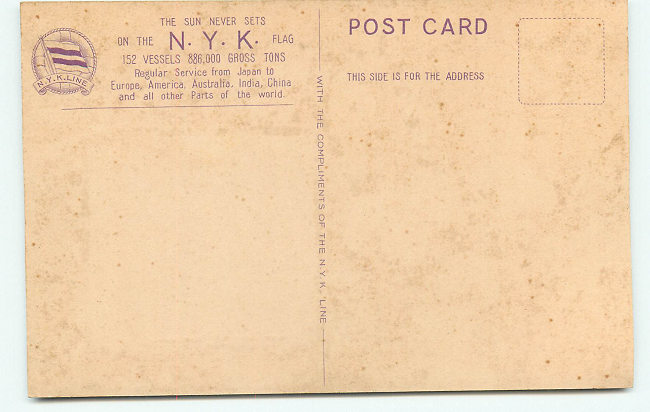 THE SUN NEVER SETS
ON THE N.Y.K. FLAG
152 VESSELS 886,000 GROSS TONS
Regular Service from Japan to
Europe, America, Australia, India, China
and all other Parts of the world.
N.Y.K.LINE
POST CARD
THIS SIDE IS FOR THE ADDRESS
WITH THE COMPLIMENTS OF THE N.Y.K. LINE